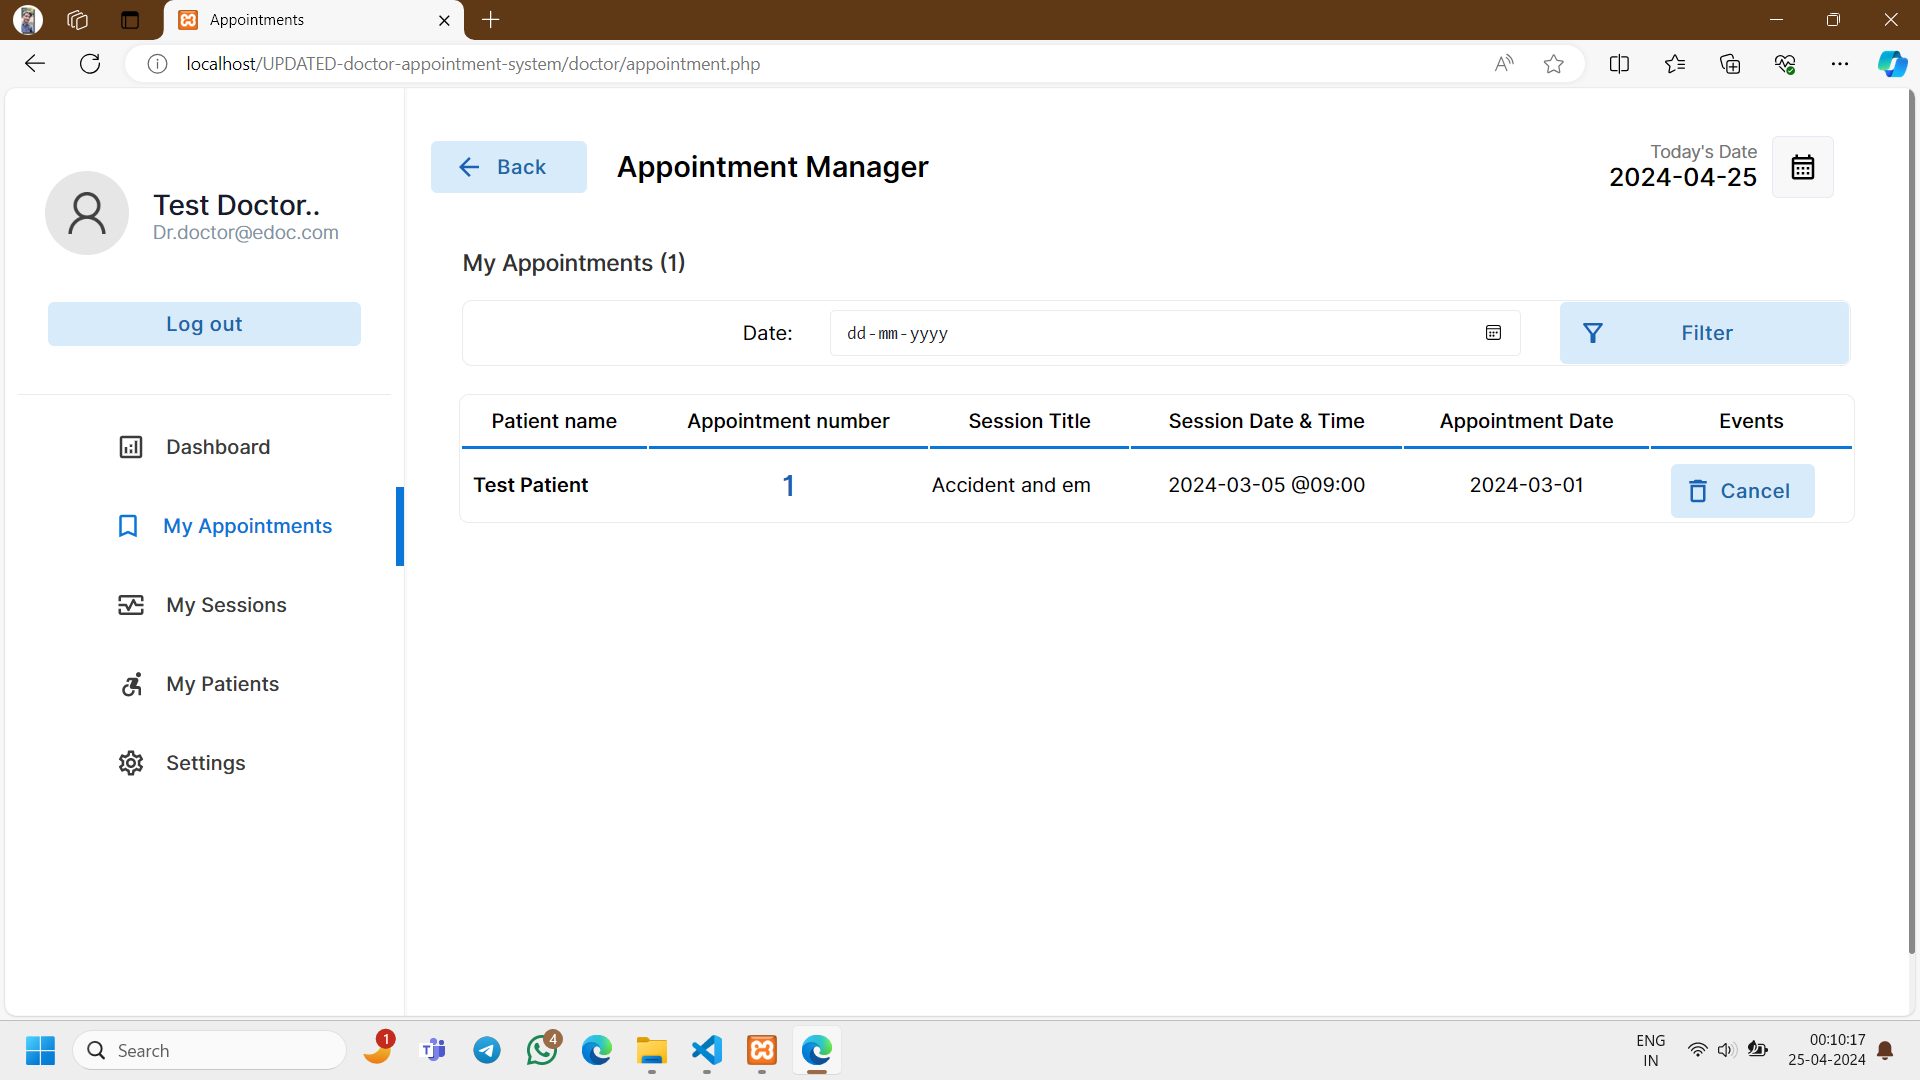 Appointments
localhost/UPDATED-doctor-appointment-system/doctor/appointment.php
Test Doctor..
Dr.doctor@edoc.com
Log out
Dashboard
My Appointments
My Sessions
My Patients
Settings
Back
Appointment Manager
Today's Date
2024-04-25
My Appointments (1)
Date:
dd-mm-yyyy
Filter
Patient name Appointment number Session Title Session Date & Time Appointment Date Events
Test Patient 1 Accident and em 2024-03-05 @09:00 2024-03-01 Cancel
Search
1
4
ENG
IN
00:10:17
25-04-2024